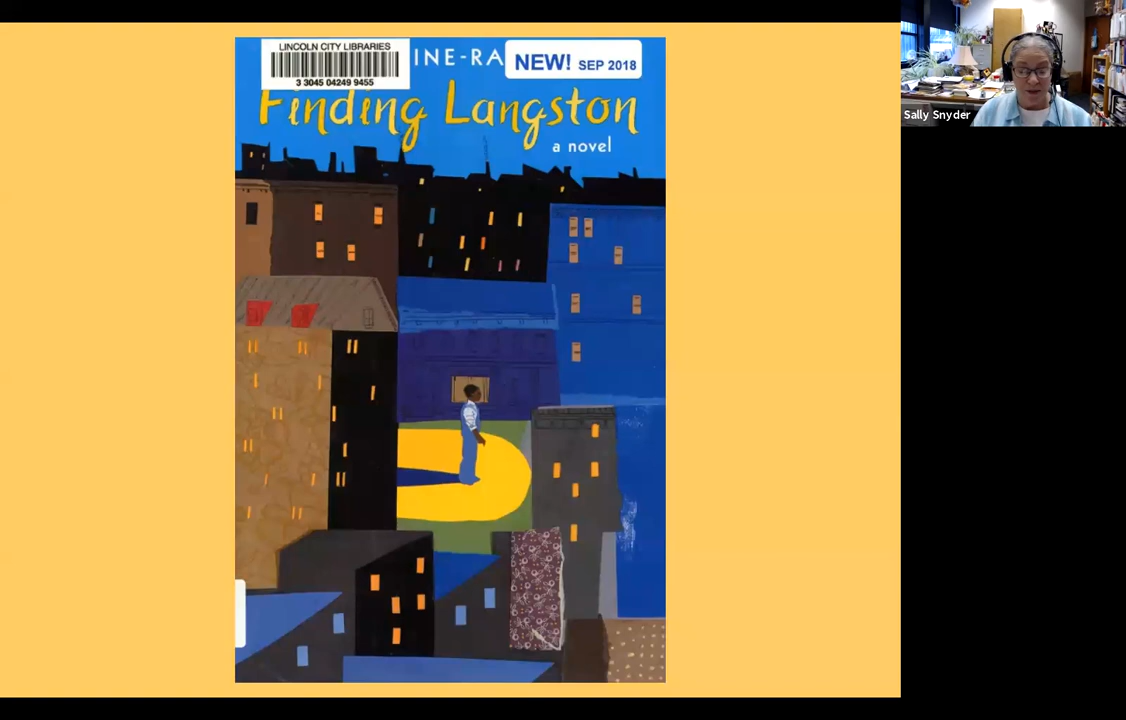 LINCOLN CITY LIBRARIES
3 3045 04249 9455
INE-RA
NEW! SEP 2018
Finding Langston
a novel
Sally Snyder